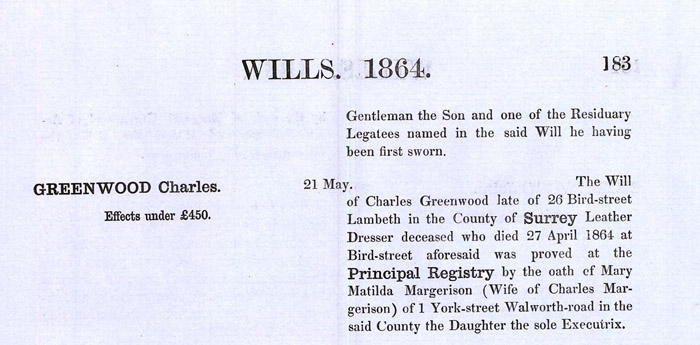 WILLS. 1864.
183
Gentleman the Son and one of the Residuary
Legatees named in the said Will he having
been first sworn.
GREENWOOD Charles.
Effects under £450.
21 May. The Will
of Charles Greenwood late of 26 Bird-street
Lambeth in the County of Surrey Leather
Dresser deceased who died 27 April 1864 at
Bird-street aforesaid was proved at the
Principal Registry by the oath of Mary
Matilda Margerison (Wife of Charles Mar-
gerison) of 1 York-street Walworth-road in the
said County the Daughter the sole Executrix.